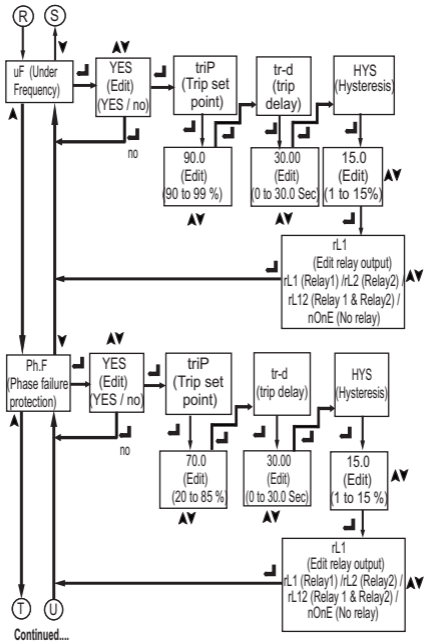 R
S
uF (Under
Frequency)
YES
(Edit)
(YES / no)
no
triP
(Trip set
point)
tr-d
(trip
delay)
HYS
(Hysteresis)
90.0
(Edit)
(90 to 99 %)
30.00
(Edit)
(0 to 30.0 Sec)
15.0
(Edit)
(1 to 15%)
rL1
(Edit relay output)
rL1 (Relay1) /rL2 (Relay2) /
rL12 (Relay 1 & Relay2) /
nOnE (No relay)
Ph.F
(Phase failure
protection)
YES
(Edit)
(YES / no)
no
triP
(Trip set
point)
tr-d
(trip delay)
HYS
(Hysteresis)
70.0
(Edit)
(20 to 85 %)
30.00
(Edit)
(0 to 30.0 Sec)
15.0
(Edit)
(1 to 15 %)
rL1
(Edit relay output)
rL1 (Relay1) /rL2 (Relay2) /
rL12 (Relay 1 & Relay2) /
nOnE (No relay)
T
U
Continued....